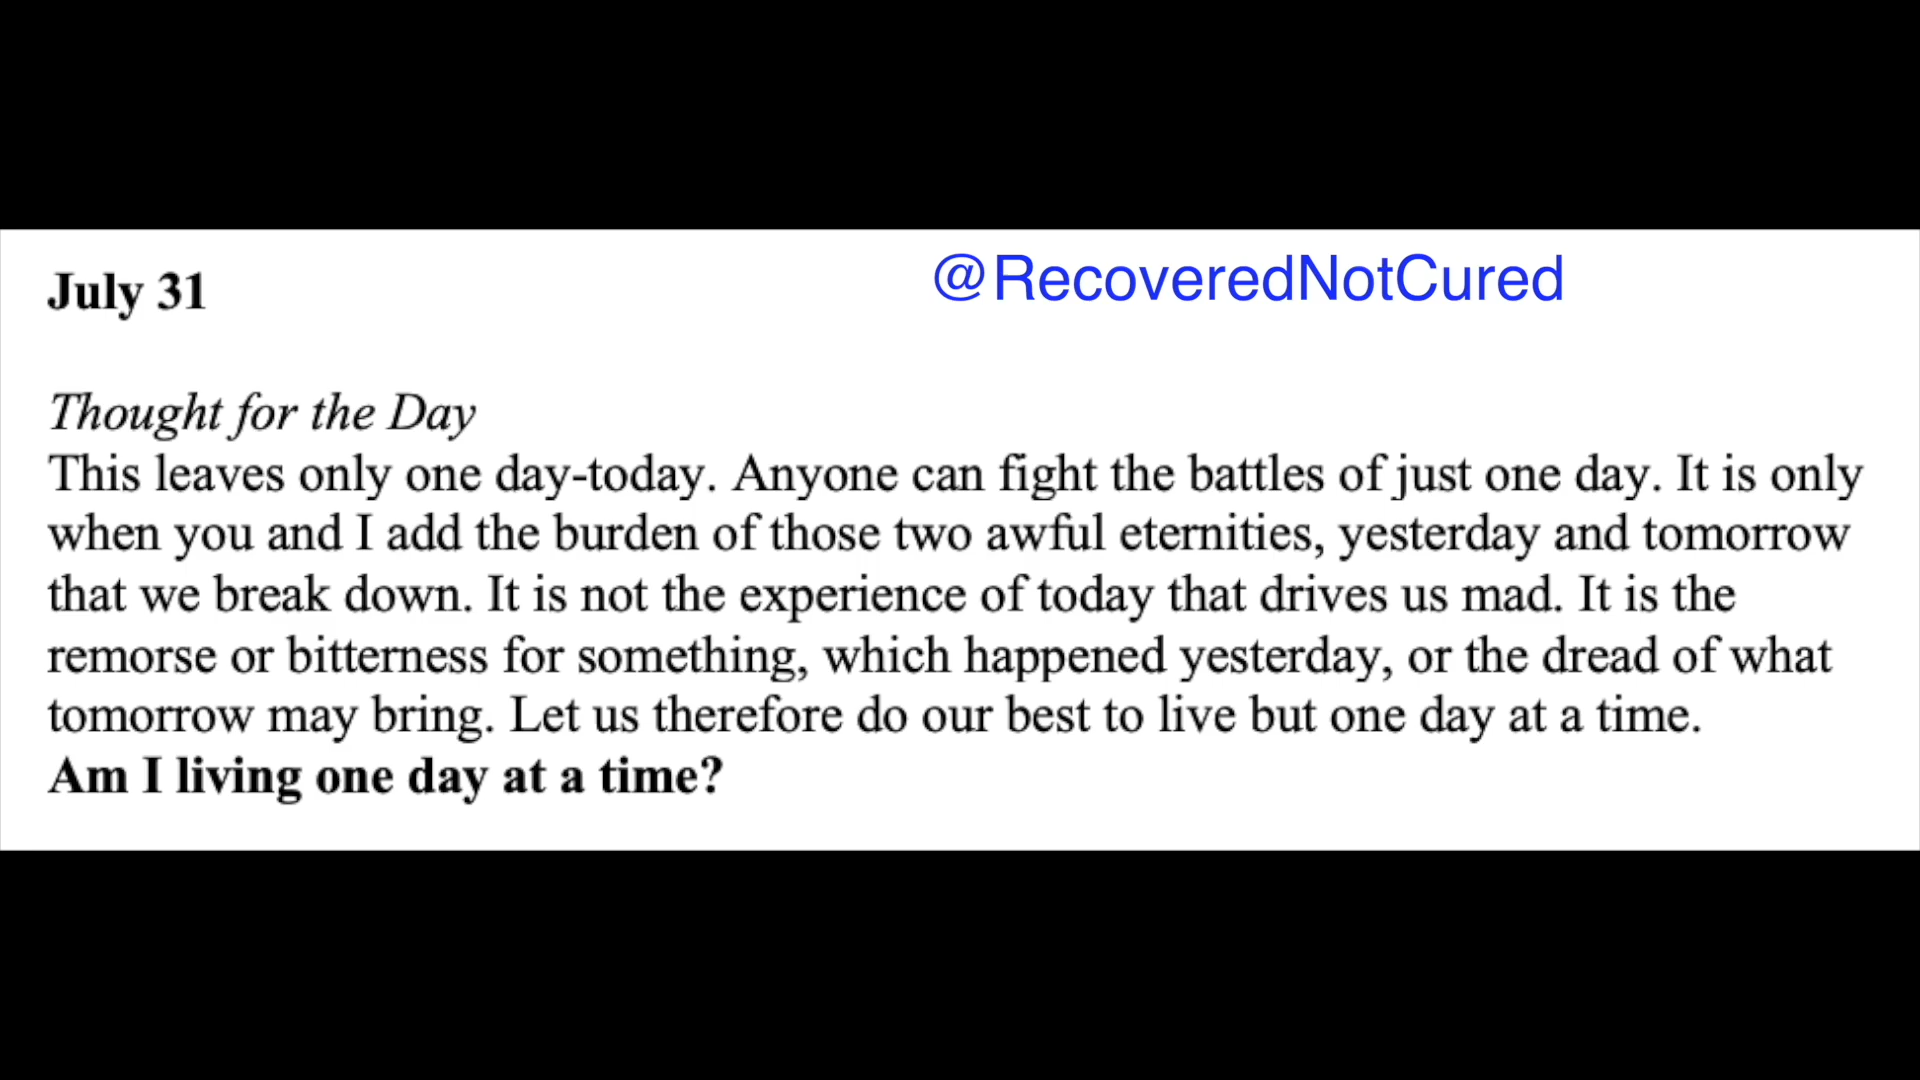 July 31
@RecoveredNotCured
Thought for the Day
This leaves only one day-today. Anyone can fight the battles of just one day. It is only
when you and I add the burden of those two awful eternities, yesterday and tomorrow
that we break down. It is not the experience of today that drives us mad. It is the
remorse or bitterness for something, which happened yesterday, or the dread of what
tomorrow may bring. Let us therefore do our best to live but one day at a time.
Am I living one day at a time?